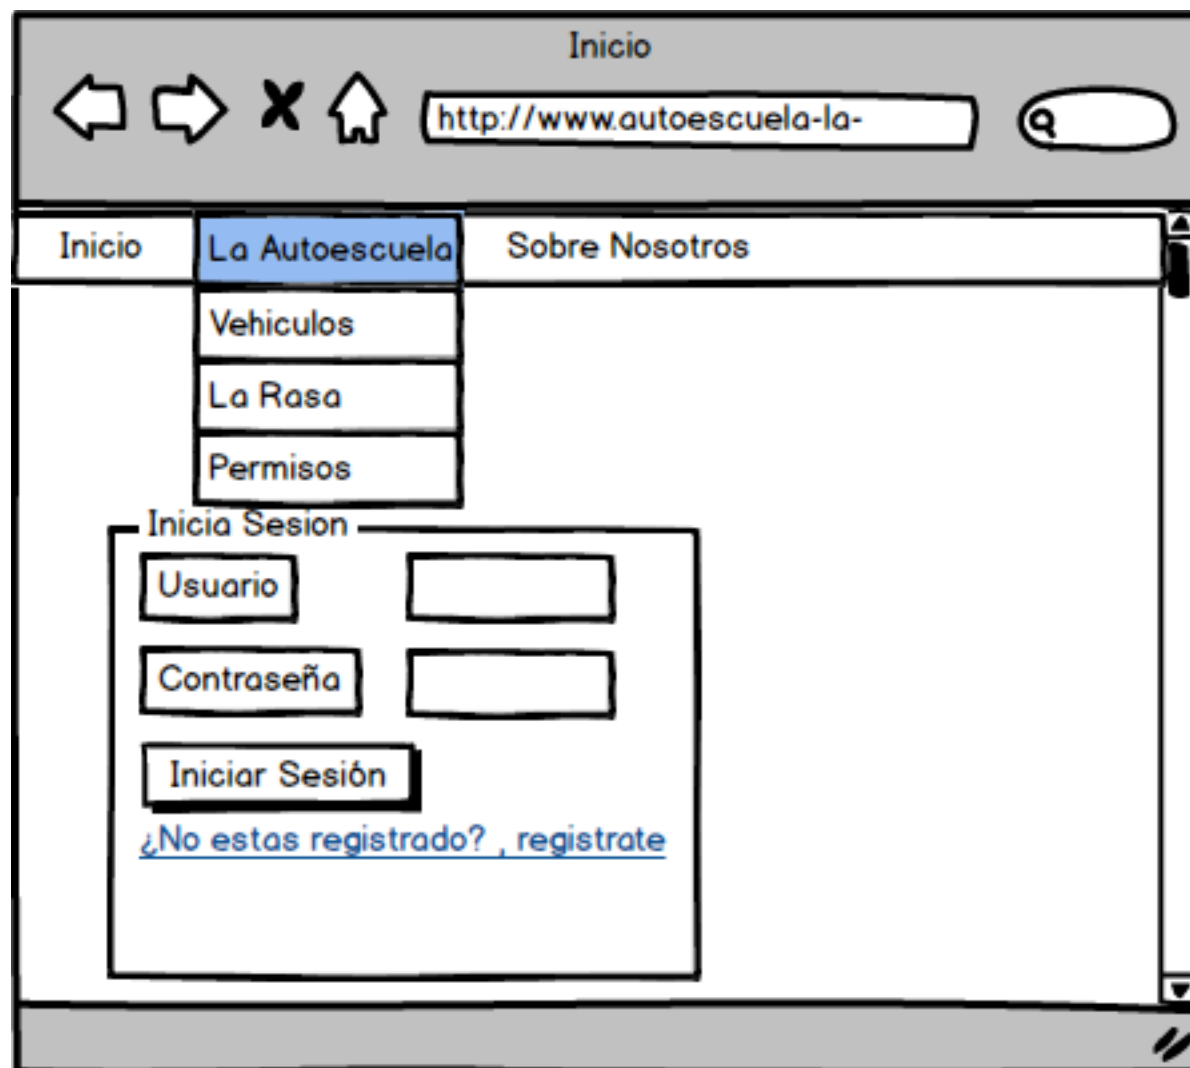 Inicio
http://www.autoescuela-la-
Inicio La Autoescuela Sobre Nosotros
Vehiculos
La Rasa
Permisos
Inicia Sesion
Usuario
Contraseña
Iniciar Sesión
¿No estas registrado? , registrate